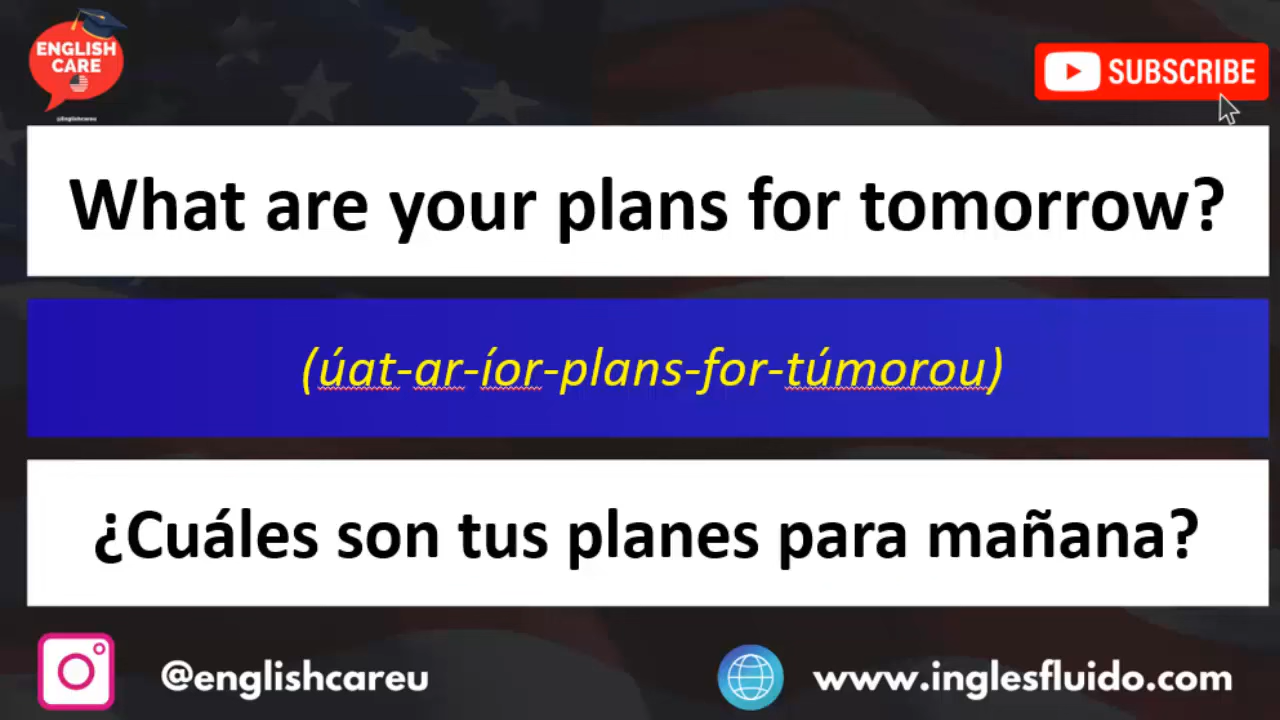 ENGLISH
CARE
@Englishcareu
SUBSCRIBE
What are your plans for tomorrow?
(úat-ar-íor-plans-for-túmorou)
¿Cuáles son tus planes para mañana?
@englishcareu
www.inglesfluido.com